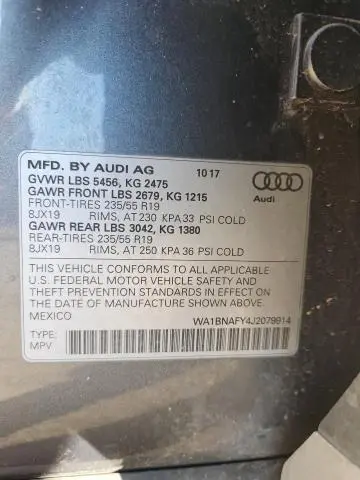 MFD. BY AUDI AG 10 17
GVWR LBS 5456, KG 2475
GAWR FRONT LBS 2679, KG 1215
FRONT-TIRES 235/55 R19
8JX19 RIMS, AT 230 KPA 33 PSI COLD
GAWR REAR LBS 3042, KG 1380
REAR-TIRES 235/55 R19
8JX19 RIMS, AT 250 KPA 36 PSI COLD
Audi
THIS VEHICLE CONFORMS TO ALL APPLICABLE
U.S. FEDERAL MOTOR VEHICLE SAFETY
AND THEFT PREVENTION STANDARDS IN EFFECT ON
THE DATE OF MANUFACTURE SHOWN ABOVE.
MEXICO WA1BNAFY4J2079914
TYPE:
MPV